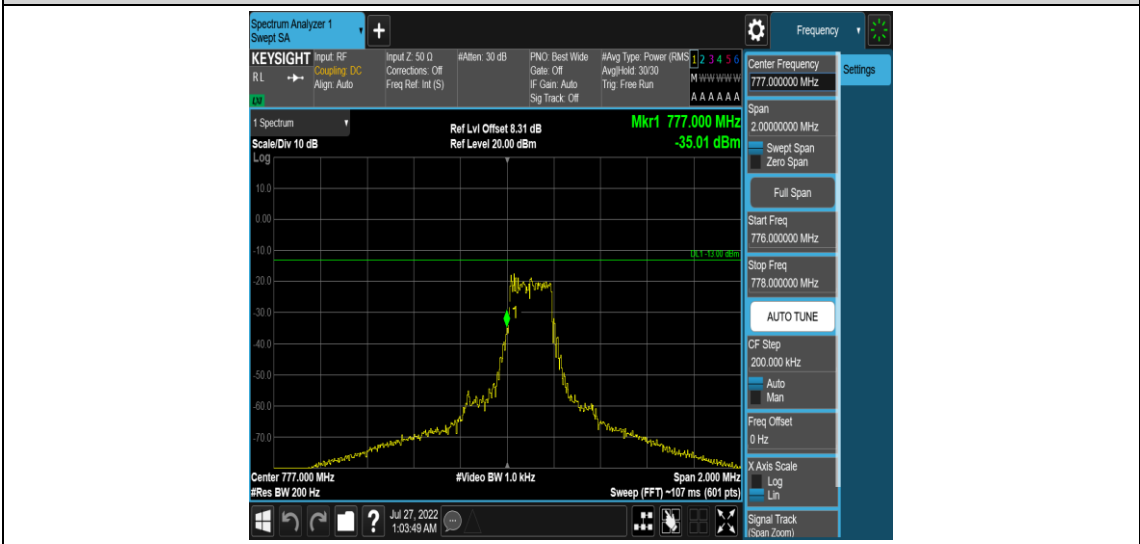 Spectrum Analyzer 1
Swept SA
+
Frequency
KEYSIGHT Input: RF Input Z: 50 Ω #Atten: 30 dB PNO: Best Wide #Avg Type: Power (RMS 1 2 3 4 5 6
RL Coupling: DC Corrections: Off Gate: Off Avg|Hold: 30/30 M W W W W W
Align: Auto Freq Ref: Int (S) IF Gain: Auto Trig: Free Run
LXI Sig Track: Off A A A A A A
Center Frequency
777.000000 MHz
Settings
Span
2.00000000 MHz
Swept Span
Zero Span
Full Span
Start Freq
776.000000 MHz
Stop Freq
778.000000 MHz
AUTO TUNE
CF Step
200.000 kHz
Auto
Man
Freq Offset
0 Hz
X Axis Scale
Log
Lin
Signal Track
(Span Zoom)
1 Spectrum Ref Lvl Offset 8.31 dB Mkr1 777.000 MHz
Scale/Div 10 dB Ref Level 20.00 dBm -35.01 dBm
Log
10.0
0.00
-10.0
DL1 -13.00 dBm
-20.0
-30.0
1
-40.0
-50.0
-60.0
-70.0
Center 777.000 MHz #Video BW 1.0 kHz Span 2.000 MHz
#Res BW 200 Hz Sweep (FFT) ~107 ms (601 pts)
? Jul 27, 2022
1:03:49 AM